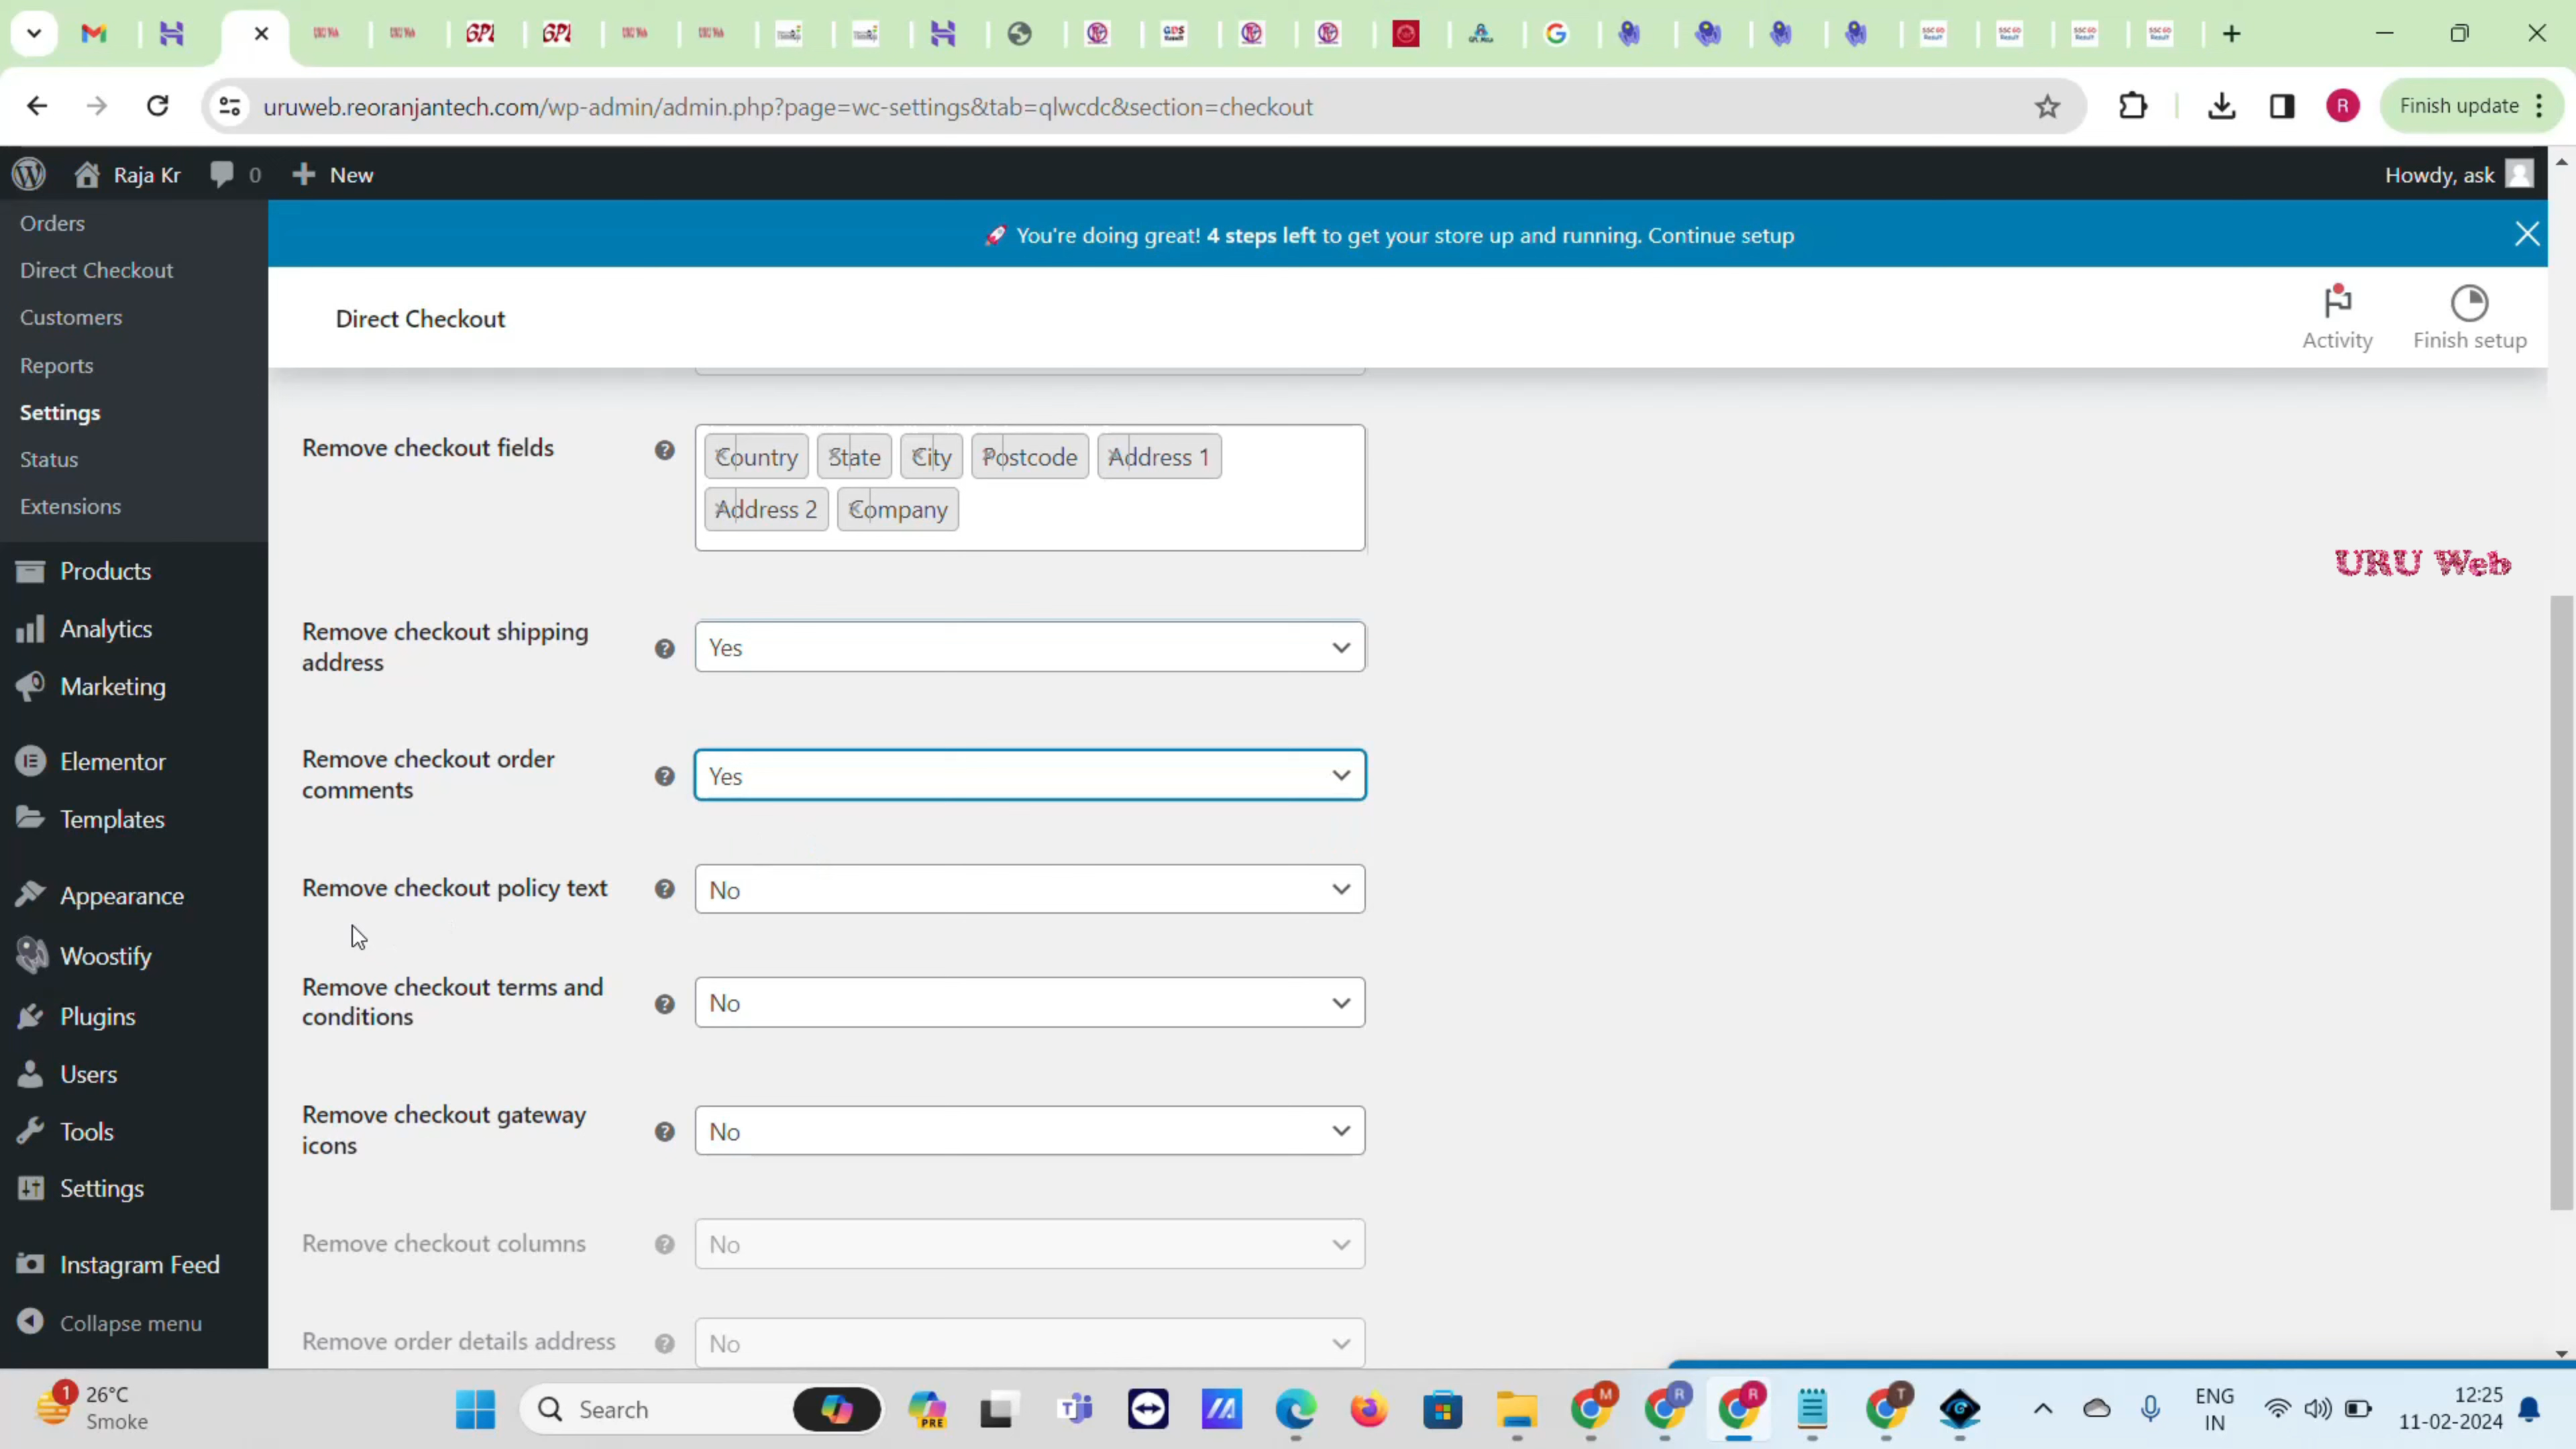 uruweb.reoranjantech.com/wp-admin/admin.php?page=wc-settings&tab=qlwcdc&section=checkout
Finish update
Raja Kr
0
New
Howdy, ask
Orders
Direct Checkout
Customers
Reports
Settings
Status
Extensions
Products
Analytics
Marketing
Elementor
Templates
Appearance
Woostify
Plugins
Users
Tools
Settings
Instagram Feed
Collapse menu
You're doing great! 4 steps left to get your store up and running. Continue setup
Direct Checkout
Activity
Finish setup
Remove checkout fields
Country State City Postcode Address 1
Address 2 Company
URU Web
Remove checkout shipping
address
Yes
Remove checkout order
comments
Yes
Remove checkout policy text
No
Remove checkout terms and
conditions
No
Remove checkout gateway
icons
No
Remove checkout columns
No
Remove order details address
No
1
26°C
Smoke
Search
PRE
ENG
IN
12:25
11-02-2024